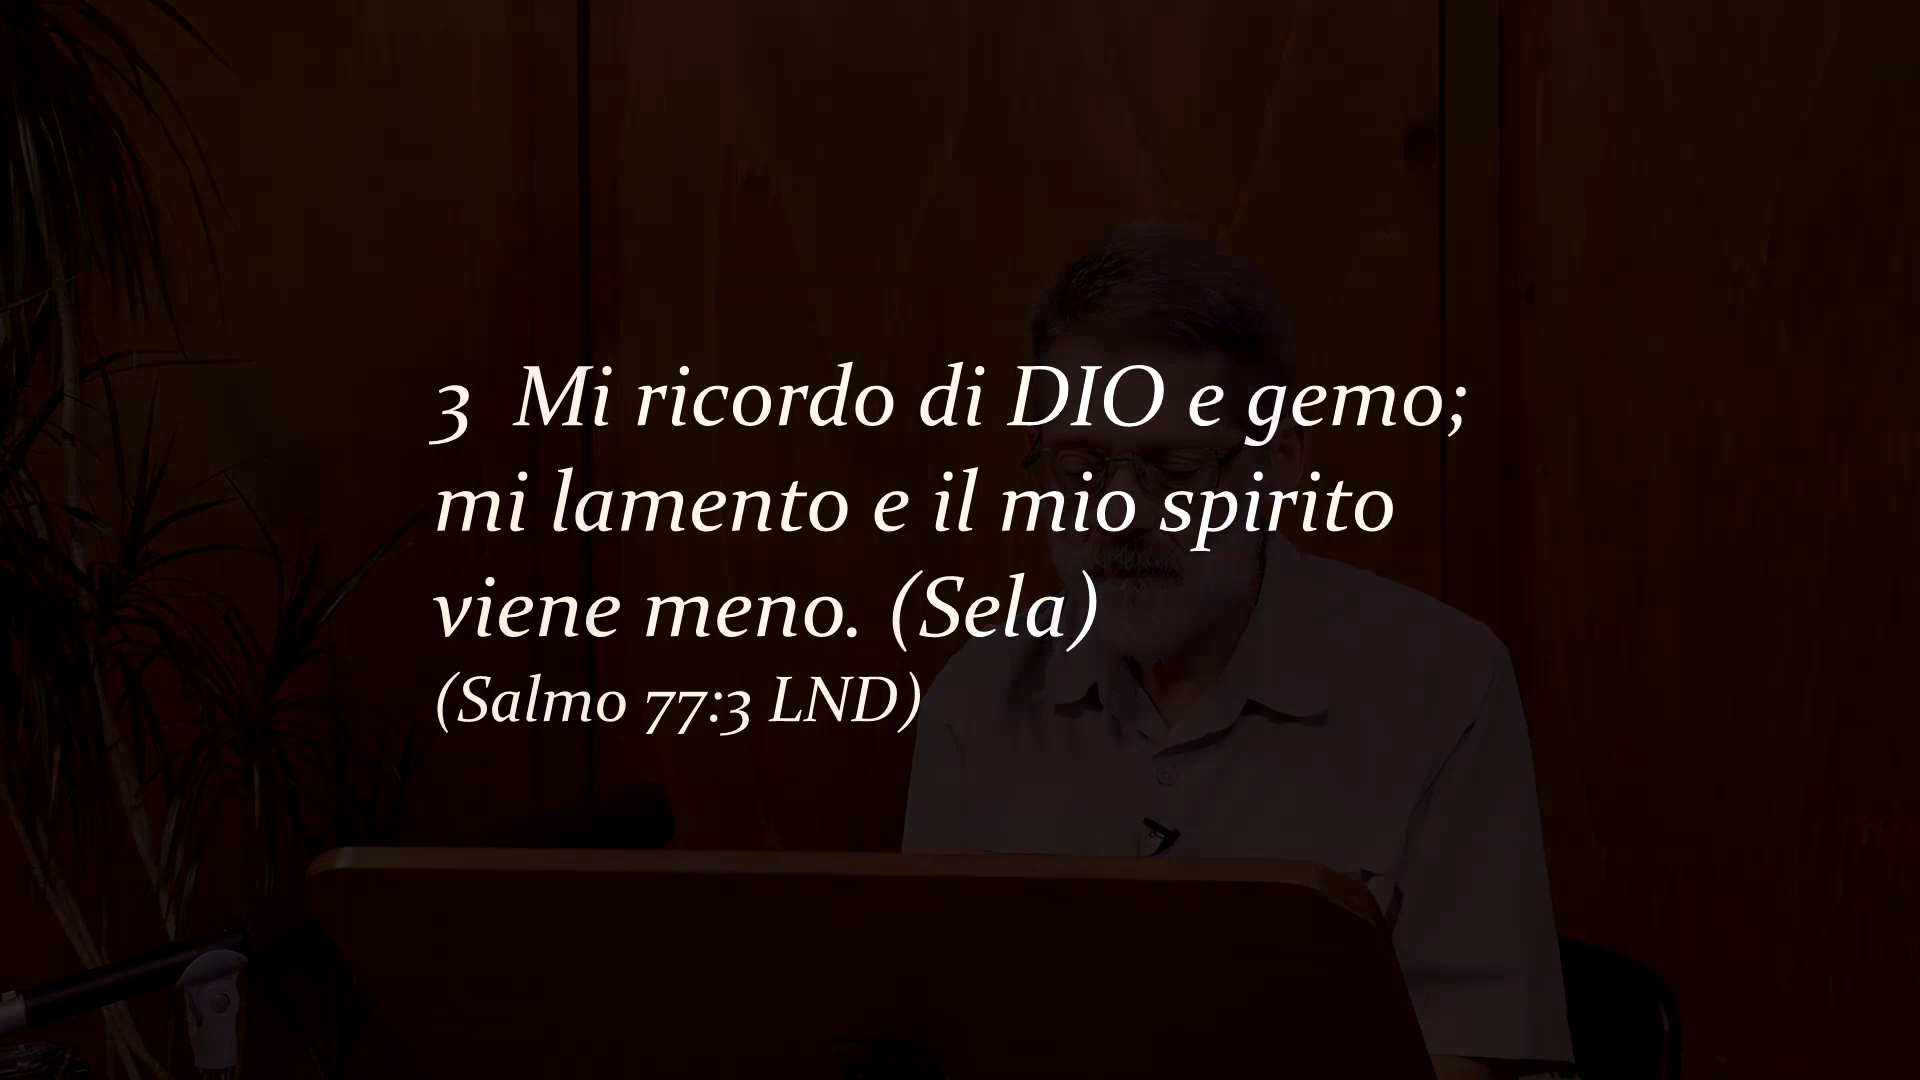 3 Mi ricordo di DIO e gemo;
mi lamento e il mio spirito
viene meno. (Sela)
(Salmo 77:3 LND)